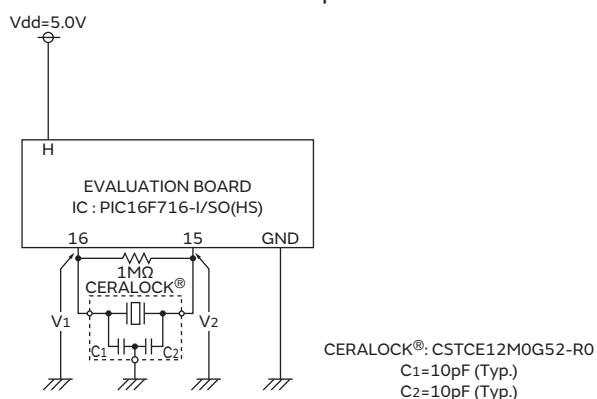 Vdd=5.0V
H
EVALUATION BOARD
IC : PIC16F716-I/SO(HS)
16 15 GND
1MΩ
CERALOCK®
V1 V2
C1 C2
CERALOCK®: CSTCE12M0G52-R0
C1=10pF (Typ.)
C2=10pF (Typ.)